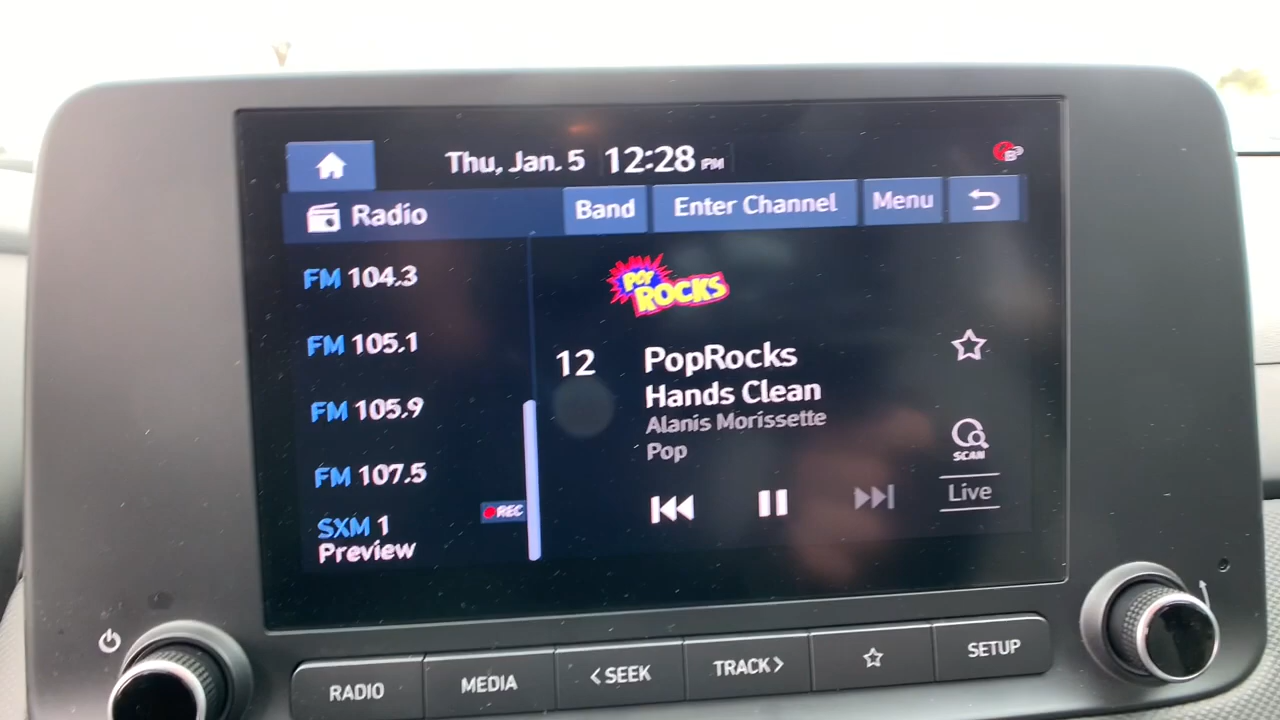 Thu, Jan. 5 12:28 PM
Radio
Band
Enter Channel
Menu
FM 104.3
FM 105.1
FM 105.9
FM 107.5
SXM 1
Preview
REC
POP
ROCKS
12
PopRocks
Hands Clean
Alanis Morissette
Pop
SCAN
Live
RADIO
MEDIA
< SEEK
TRACK >
SETUP